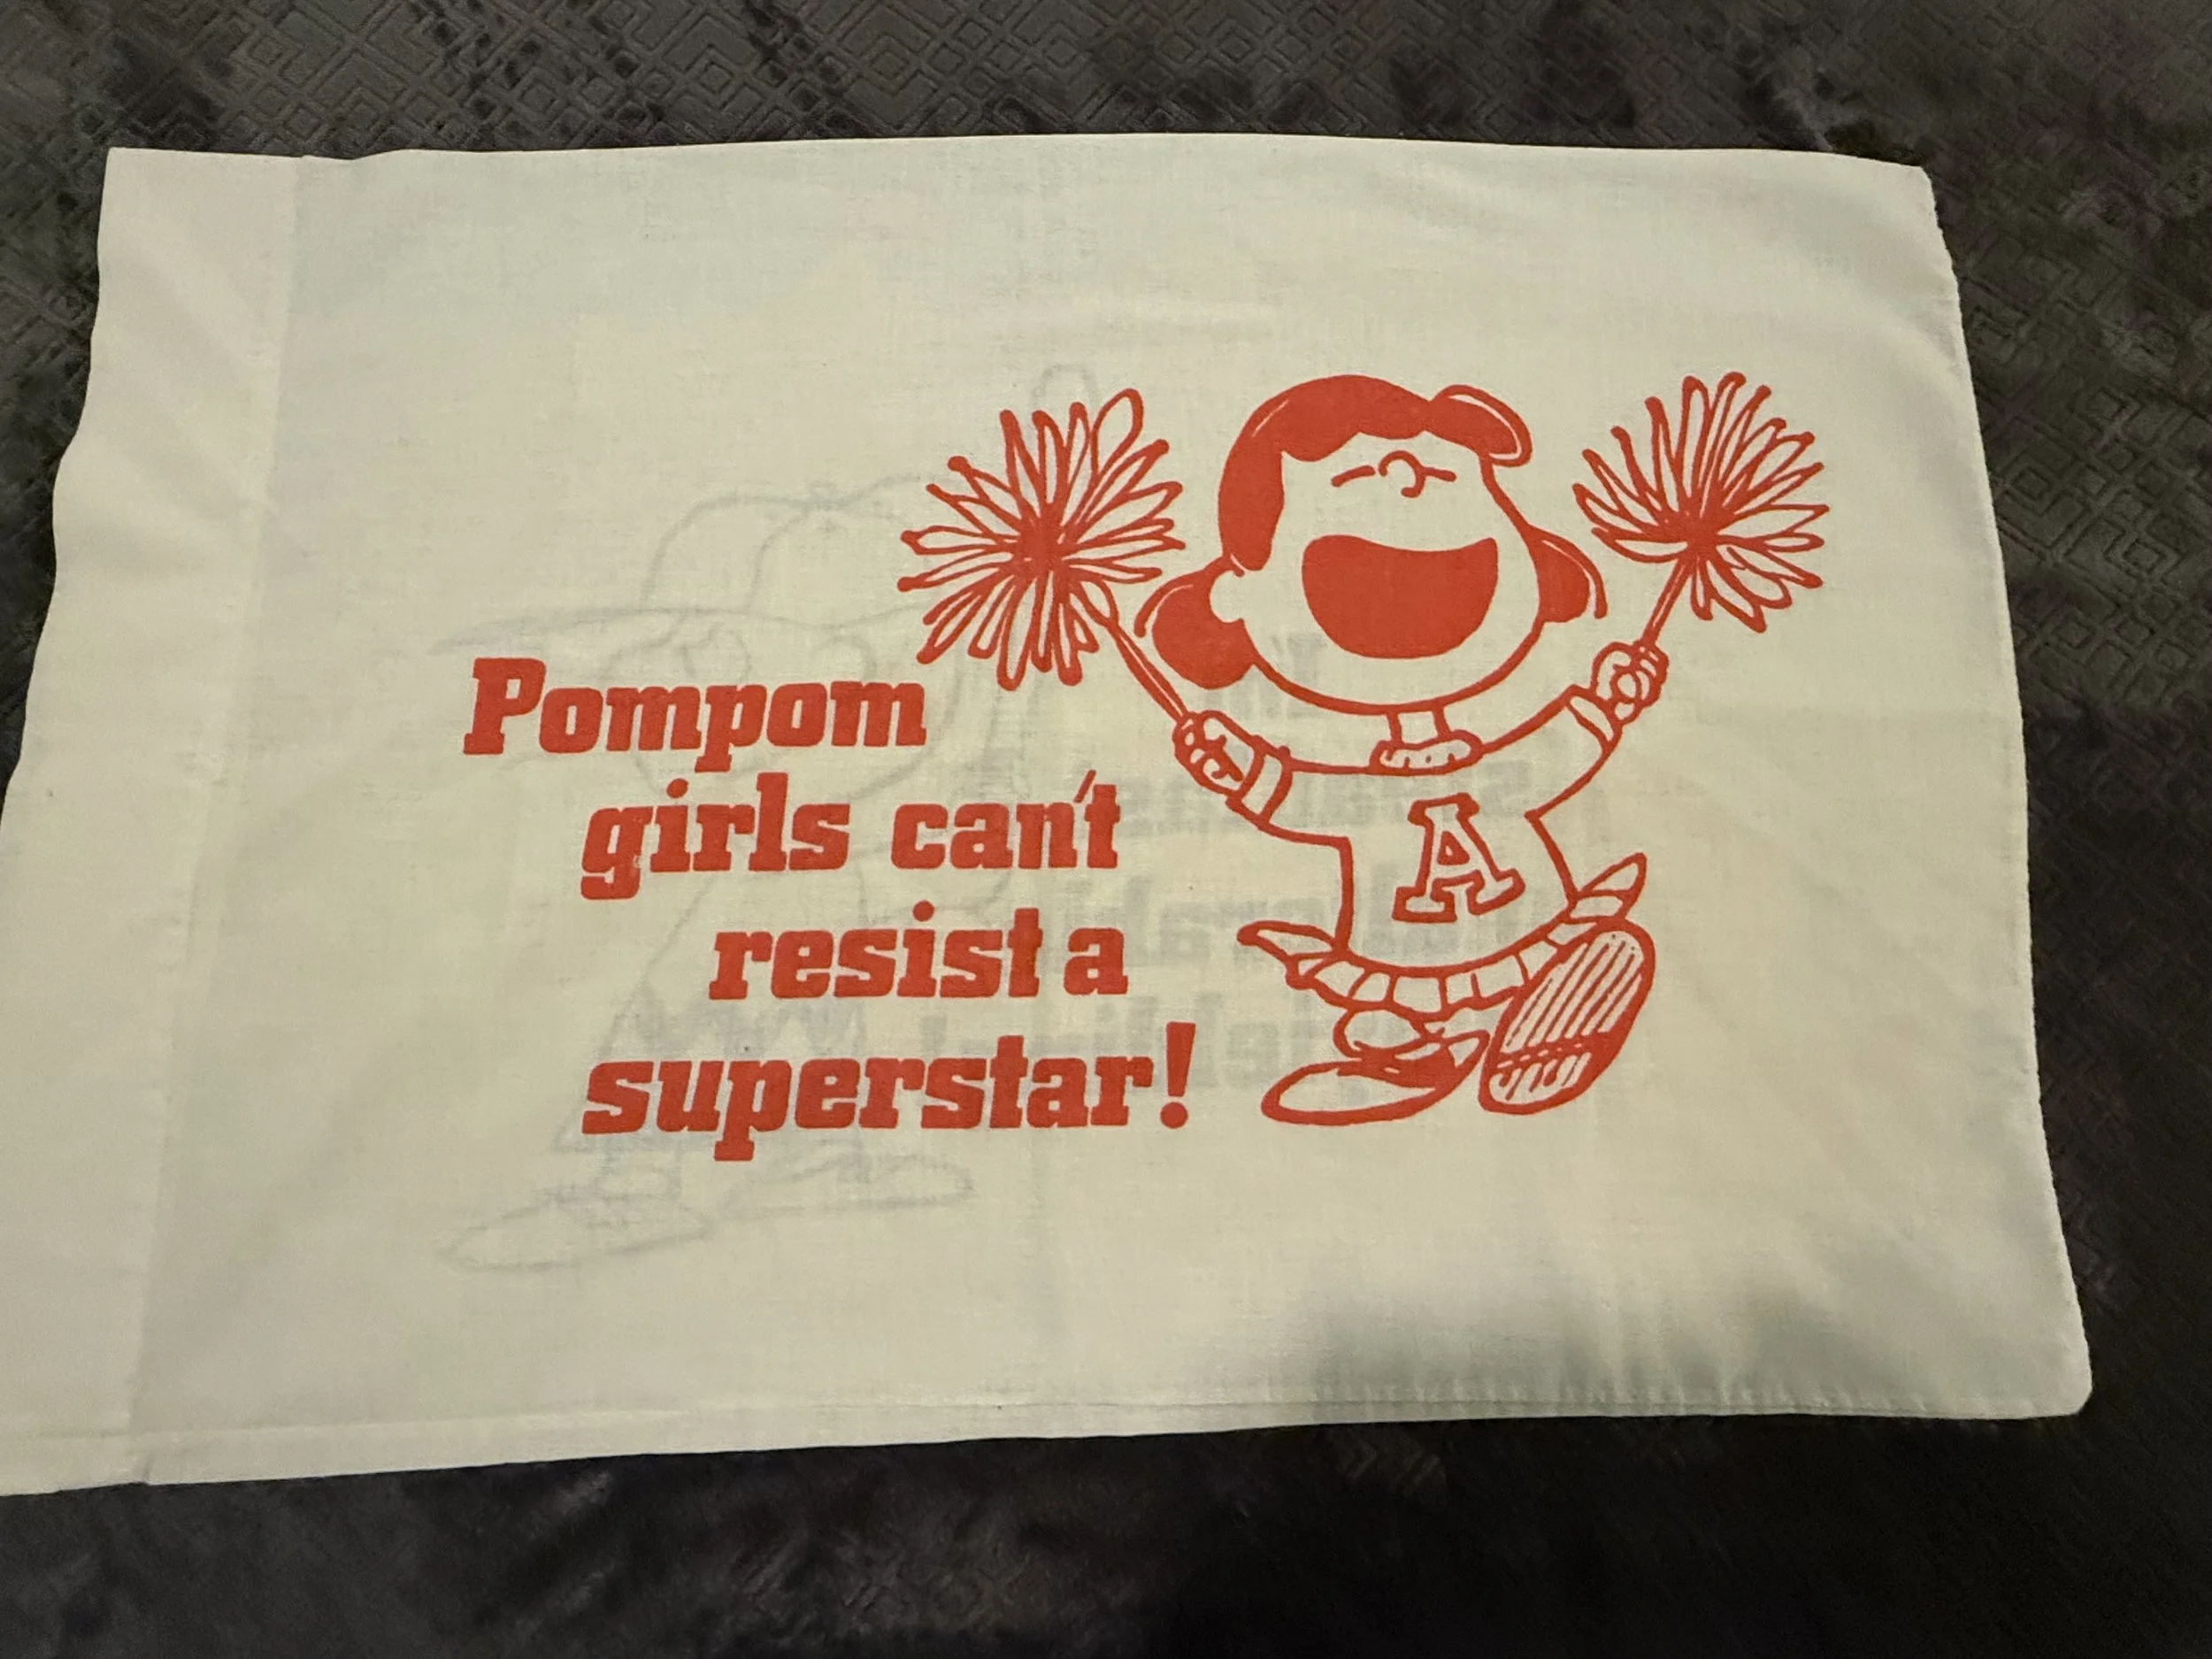 Pompom
girls can't
resist a
superstar!
A